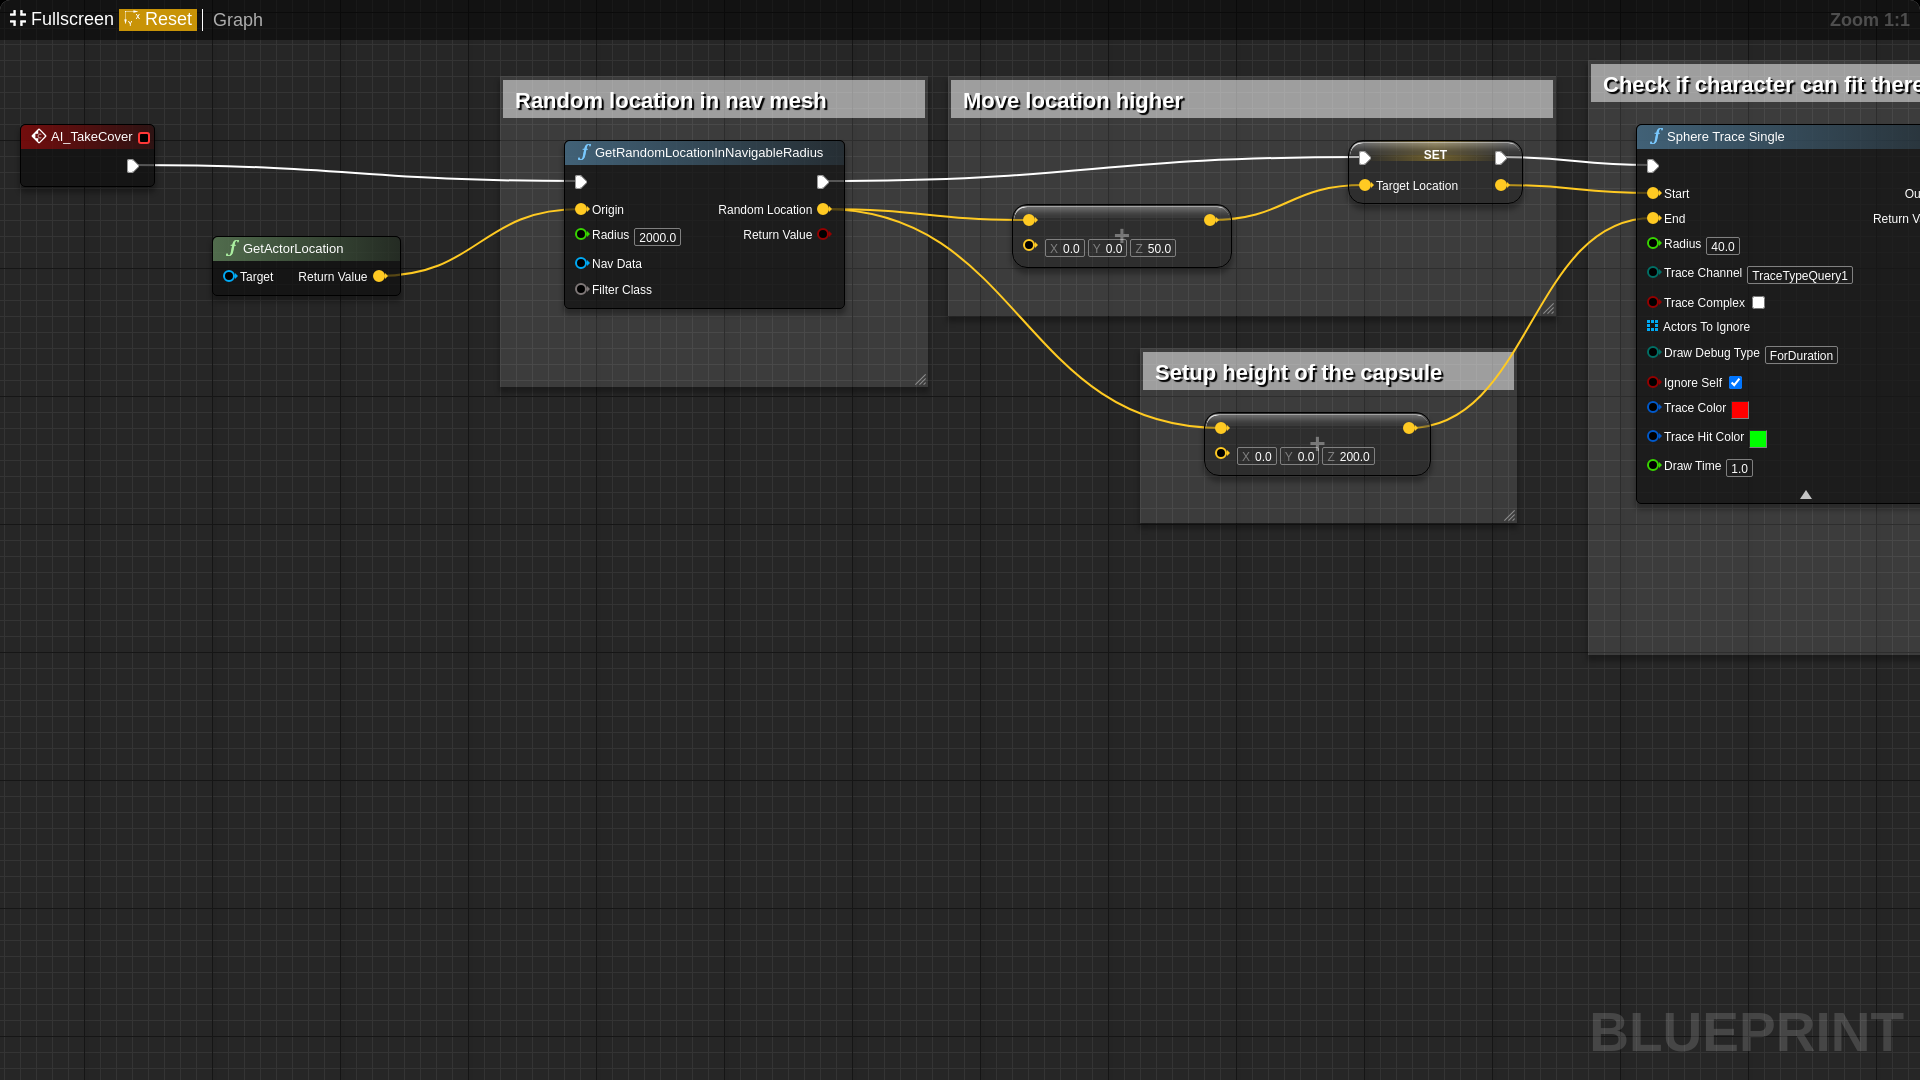 Fullscreen Reset Graph Zoom 1:1
Random location in nav mesh
Move location higher
Check if character can fit there
AI_TakeCover
GetActorLocation
Target Return Value
GetRandomLocationInNavigableRadius
Origin Random Location
Radius 2000.0 Return Value
Nav Data
Filter Class
X 0.0 Y 0.0 Z 50.0
SET
Target Location
Setup height of the capsule
X 0.0 Y 0.0 Z 200.0
Sphere Trace Single
Start Ou
End Return V
Radius 40.0
Trace Channel TraceTypeQuery1
Trace Complex
Actors To Ignore
Draw Debug Type ForDuration
Ignore Self
Trace Color
Trace Hit Color
Draw Time 1.0
BLUEPRINT